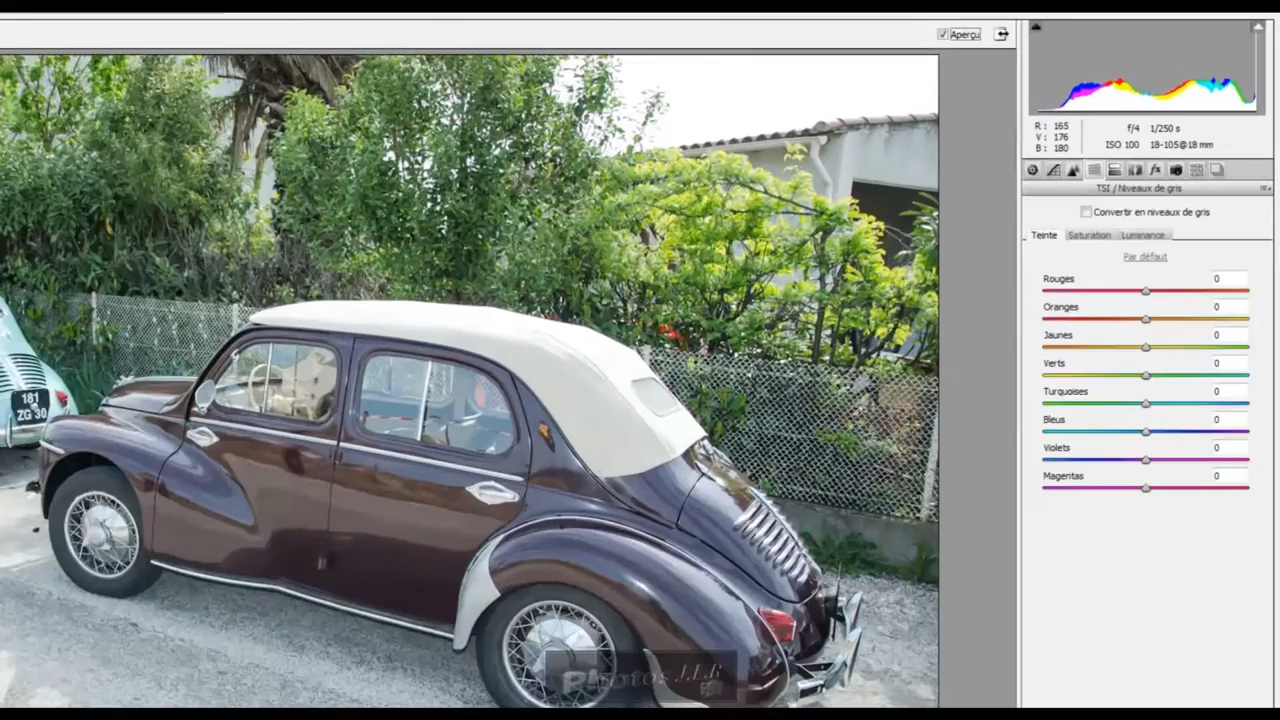 Aperçu
R : 165
V : 176
B : 180
f/4 1/250 s
ISO 100 18-105@18 mm
TSI / Niveaux de gris
Convertir en niveaux de gris
Teinte Saturation Luminance
Par défaut
Rouges 0
Oranges 0
Jaunes 0
Verts 0
Turquoises 0
Bleus 0
Violets 0
Magentas 0
181
ZG 30
Photos J.L.R